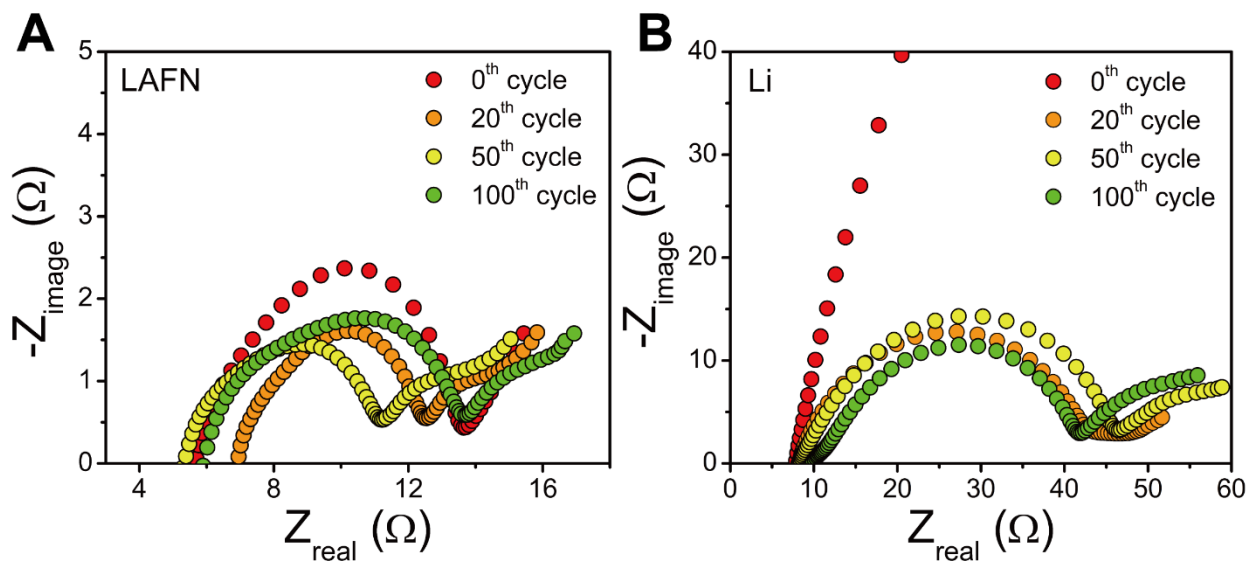 A
LAFN
0th cycle
20th cycle
50th cycle
100th cycle
5
4
3
2
1
0
-Zimage (Ω)
4 8 12 16
Zreal (Ω)
B
Li
0th cycle
20th cycle
50th cycle
100th cycle
40
30
20
10
0
-Zimage (Ω)
0 10 20 30 40 50 60
Zreal (Ω)